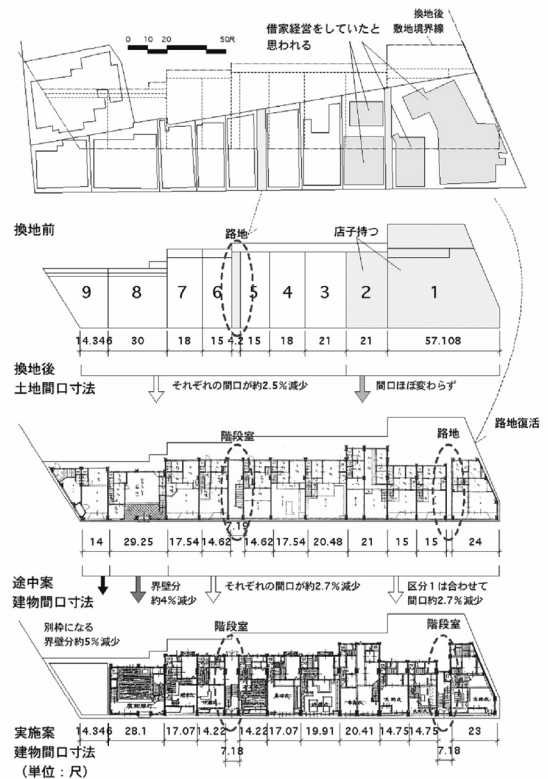 0 10 20 50尺
借家経営をしていたと
思われる
換地後
敷地境界線
換地前
路地
店子持つ
9 8 7 6 5 4 3 2 1
14.346 30 18 15 4.2 15 18 21 21 57.108
換地後
土地間口寸法
それぞれの間口が約2.5%減少
間口ほぼ変わらず
路地復活
階段室
路地
7.19
14 29.25 17.54 14.62 14.62 17.54 20.48 21 15 15 24
途中案
建物間口寸法
界壁分
約4%減少
それぞれの間口が約2.7%減少
区分1は合わせて
間口約2.7%減少
別枠になる
界壁分約5%減少
階段室
階段室
14.346 28.1 17.07 14.22 14.22 17.07 19.91 20.41 14.75 14.75 23
7.18 7.18
実施案
建物間口寸法
（単位：尺）